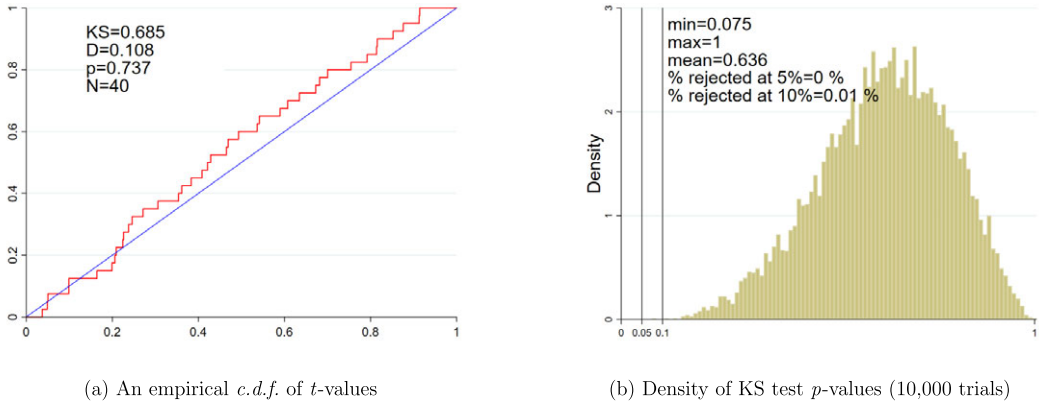 1
0.8
0.6
0.4
0.2
0
KS=0.685
D=0.108
p=0.737
N=40
0 0.2 0.4 0.6 0.8 1
(a) An empirical c.d.f. of t-values
3
2
1
0
Density
min=0.075
max=1
mean=0.636
% rejected at 5%=0 %
% rejected at 10%=0.01 %
0 0.05 0.1 1
(b) Density of KS test p-values (10,000 trials)